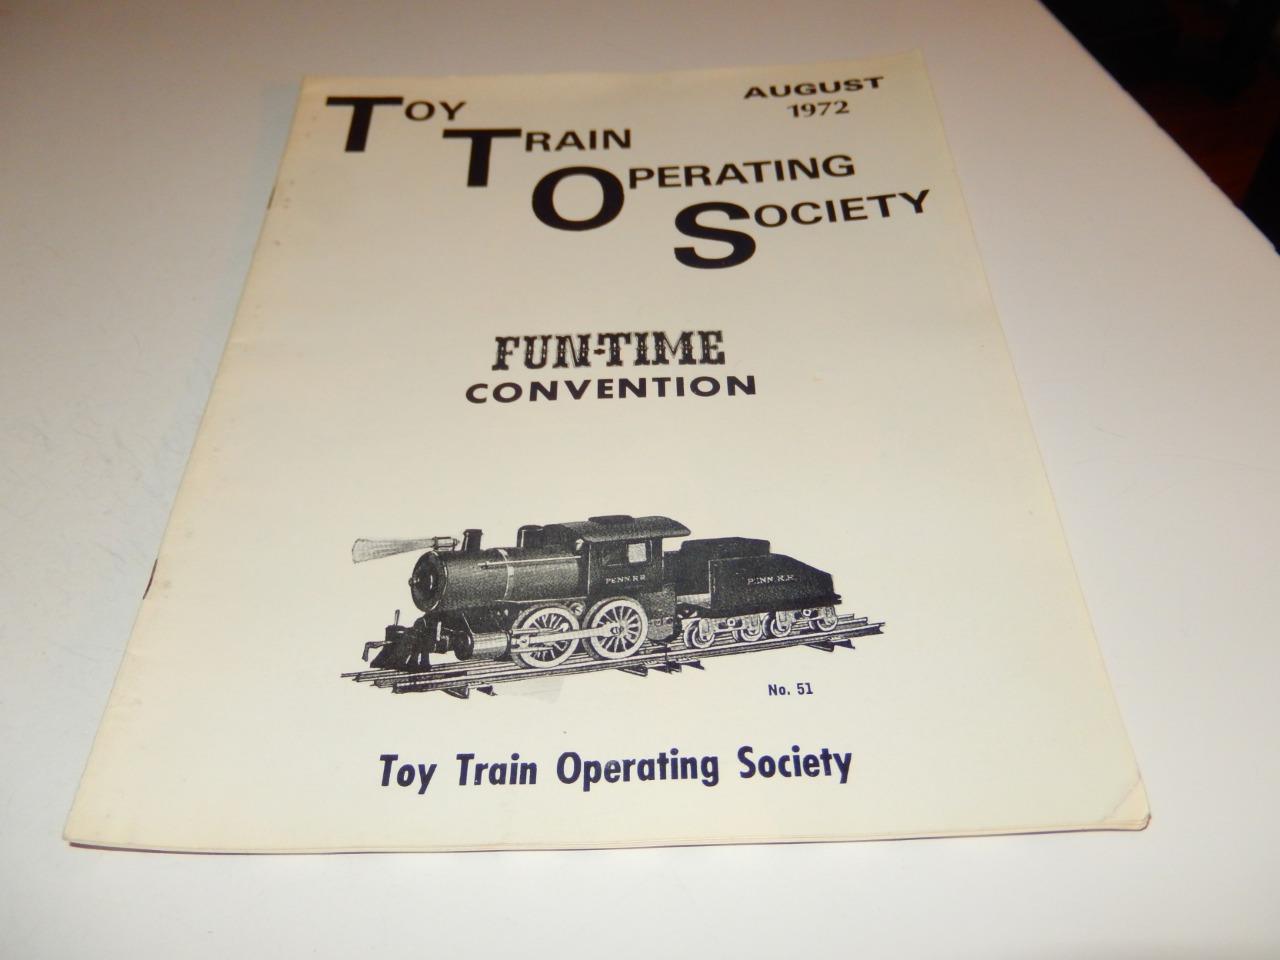 TOY
TRAIN
OPERATING
SOCIETY
AUGUST
1972
FUN-TIME
CONVENTION
PENN R R
PENN R.R.
No. 51
Toy Train Operating Society